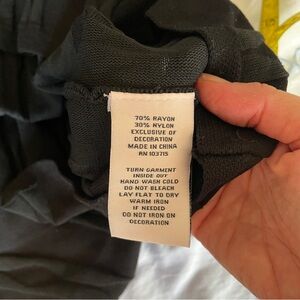 70% RAYON
30% NYLON
EXCLUSIVE OF
DECORATION
MADE IN CHINA
RN 103715
TURN GARMENT
INSIDE OUT
HAND WASH COLD
DO NOT BLEACH
LAY FLAT TO DRY
WARM IRON
IF NEEDED
DO NOT IRON ON
DECORATION